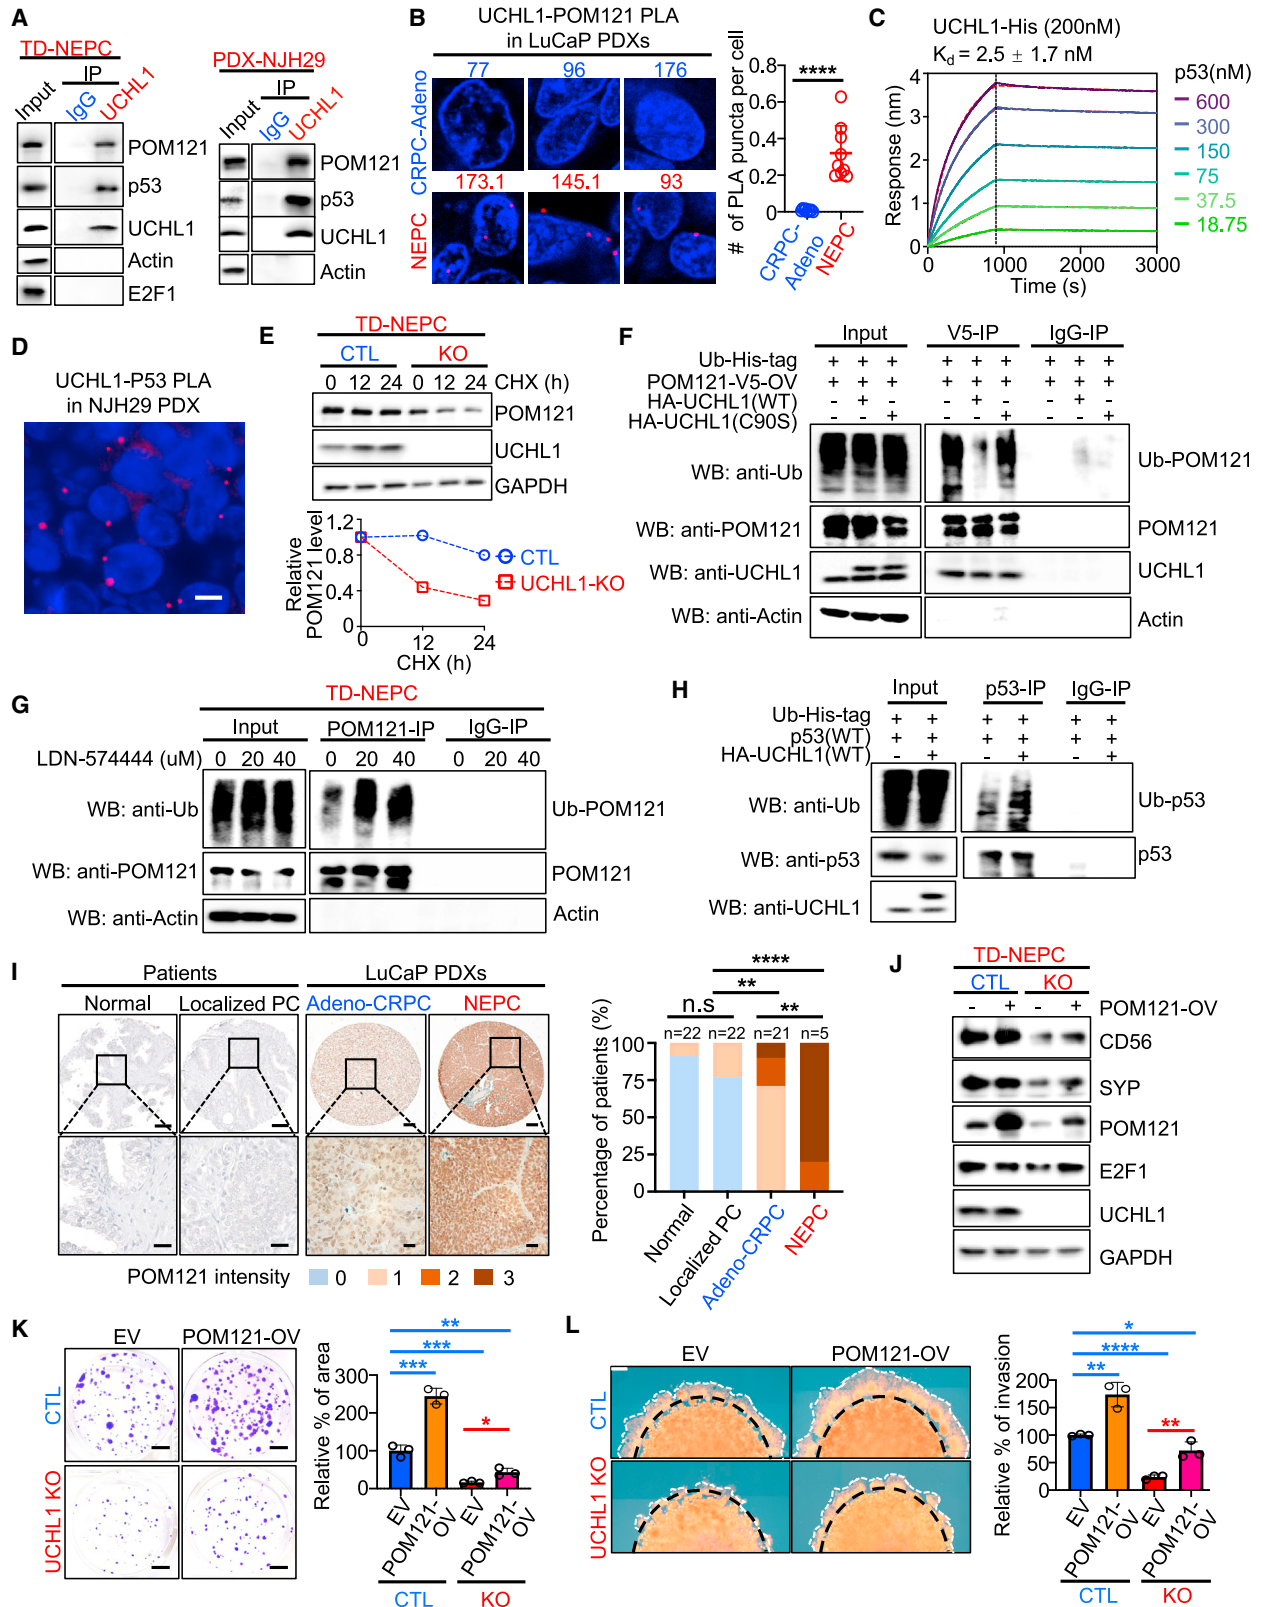 A
TD-NEPC
IP
Input
IgG
UCHL1
POM121
p53
UCHL1
Actin
E2F1
PDX-NJH29
IP
Input
IgG
UCHL1
POM121
p53
UCHL1
Actin
B
UCHL1-POM121 PLA
in LuCaP PDXs
CRPC-Adeno
77 96 176
NEPC
173.1 145.1 93
# of PLA puncta per cell
****
0.8
0.6
0.4
0.2
0
CRPC-
Adeno
NEPC
C
UCHL1-His (200nM)
Kd = 2.5 ± 1.7 nM
Response (nm)
4
3
2
1
0
0 1000 2000 3000
Time (s)
p53(nM)
600
300
150
75
37.5
18.75
D
UCHL1-P53 PLA
in NJH29 PDX
E
TD-NEPC
CTL KO
0 12 24 0 12 24 CHX (h)
POM121
UCHL1
GAPDH
Relative
POM121 level
1.2
0.8
0.4
0
0 12 24
CHX (h)
CTL
UCHL1-KO
F
Input V5-IP IgG-IP
Ub-His-tag + + + + + + + + +
POM121-V5-OV + + + + + + + + +
HA-UCHL1(WT) - + - - + - - + -
HA-UCHL1(C90S) - - + - - + - - +
WB: anti-Ub Ub-POM121
WB: anti-POM121 POM121
WB: anti-UCHL1 UCHL1
WB: anti-Actin Actin
G
TD-NEPC
Input POM121-IP IgG-IP
LDN-574444 (uM) 0 20 40 0 20 40 0 20 40
WB: anti-Ub Ub-POM121
WB: anti-POM121 POM121
WB: anti-Actin Actin
H
Input p53-IP IgG-IP
Ub-His-tag + + + + + +
p53(WT) + + + + + +
HA-UCHL1(WT) - + - + - +
WB: anti-Ub Ub-p53
WB: anti-p53 p53
WB: anti-UCHL1
I
Patients LuCaP PDXs
Normal Localized PC Adeno-CRPC NEPC
POM121 intensity 0 1 2 3
Percentage of patients (%)
****
**
n.s **
n=22 n=22 n=21 n=5
100
75
50
25
0
Normal
Localized PC
Adeno-CRPC
NEPC
J
TD-NEPC
CTL KO
- + - + POM121-OV
CD56
SYP
POM121
E2F1
UCHL1
GAPDH
K
EV POM121-OV
CTL
UCHL1 KO
Relative % of area
**
***
***
*
300
200
100
0
EV
POM121-
OV
EV
POM121-
OV
CTL KO
L
EV POM121-OV
CTL
UCHL1 KO
Relative % of invasion
*
****
**
**
200
150
100
50
0
EV
POM121-
OV
EV
POM121-
OV
CTL KO